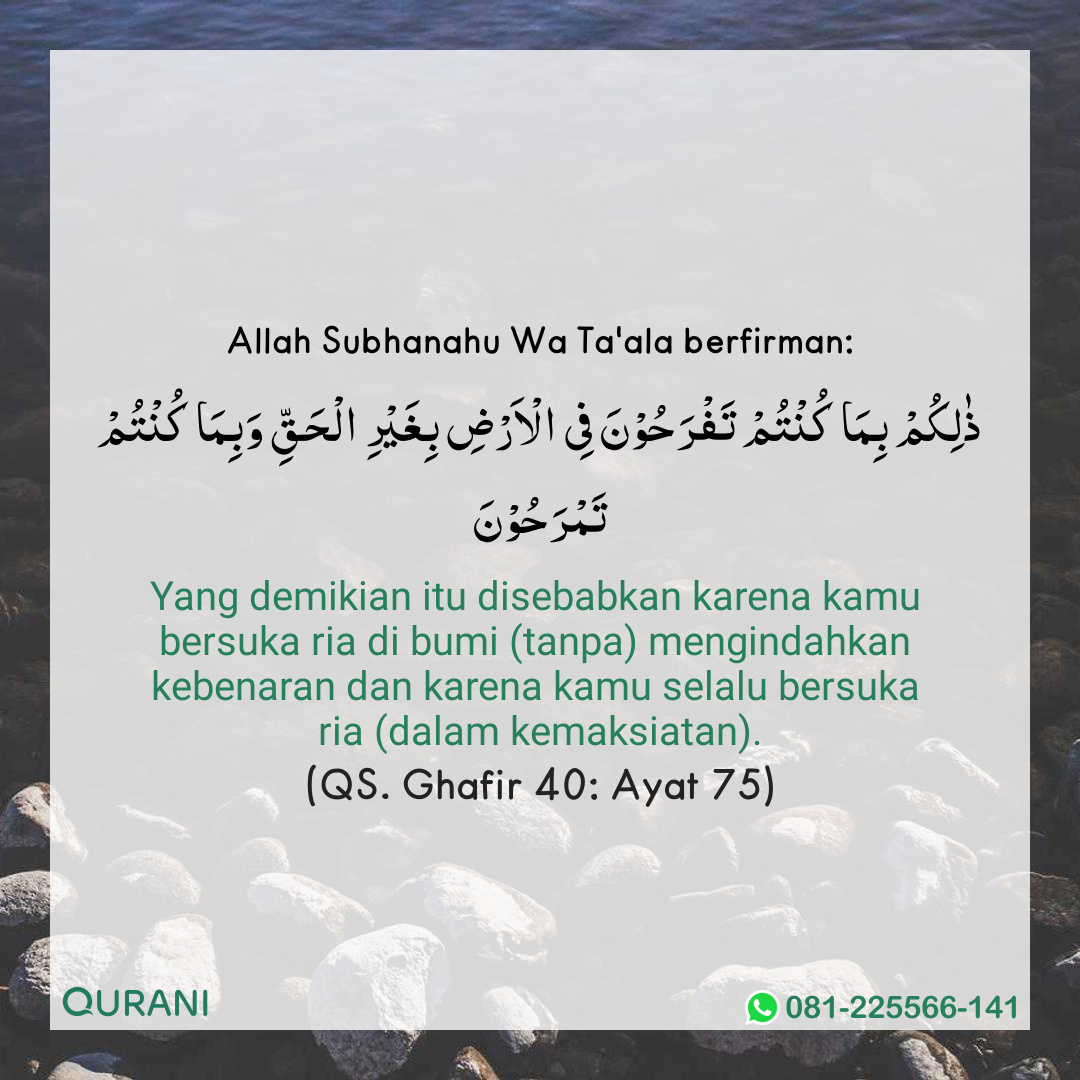 Allah Subhanahu Wa Ta'ala berfirman:
ذٰلِكُمْ بِمَا كُنْتُمْ تَفْرَحُوْنَ فِى الْاَرْضِ بِغَيْرِ الْحَقِّ وَبِمَا كُنْتُمْ
تَمْرَحُوْنَ
Yang demikian itu disebabkan karena kamu
bersuka ria di bumi (tanpa) mengindahkan
kebenaran dan karena kamu selalu bersuka
ria (dalam kemaksiatan).
(QS. Ghafir 40: Ayat 75)
QURANI
081-225566-141